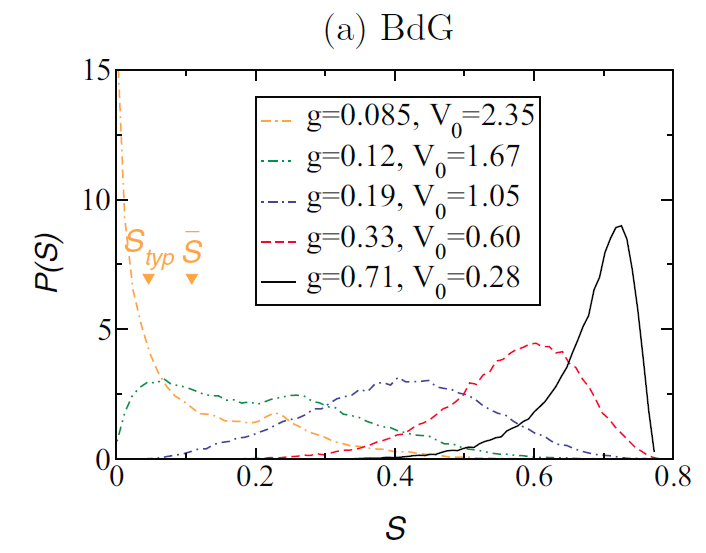 (a) BdG
15
10
5
0
P(S)
S_typ S̄
g=0.085, V_0=2.35
g=0.12, V_0=1.67
g=0.19, V_0=1.05
g=0.33, V_0=0.60
g=0.71, V_0=0.28
0 0.2 0.4 0.6 0.8
S